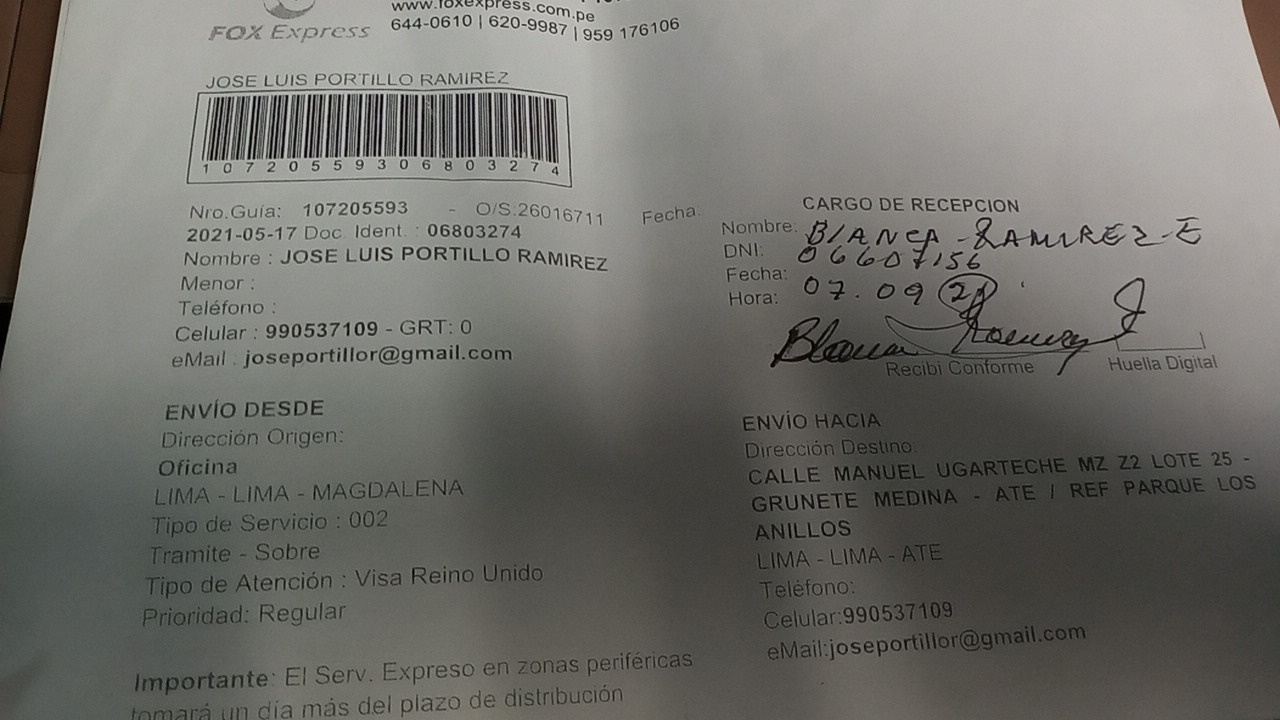 www.foxexpress.com.pe
FOX Express
644-0610 | 620-9987 | 959 176106
JOSE LUIS PORTILLO RAMIREZ
1 0 7 2 0 5 5 9 3 0 6 8 0 3 2 7 4
Nro.Guía: 107205593 - O/S:26016711 Fecha:
2021-05-17 Doc. Ident. : 06803274
Nombre : JOSE LUIS PORTILLO RAMIREZ
Menor :
Teléfono :
Celular : 990537109 - GRT: 0
eMail : joseportillor@gmail.com
CARGO DE RECEPCION
Nombre: BLANCA - RAMIREZ - E
DNI: 06607156
Fecha: 07.09 21
Hora:
Blanca Ramirez
Recibi Conforme
Huella Digital
ENVÍO DESDE
Dirección Origen:
Oficina
LIMA - LIMA - MAGDALENA
Tipo de Servicio : 002
Tramite - Sobre
Tipo de Atención : Visa Reino Unido
Prioridad: Regular
ENVÍO HACIA
Dirección Destino:
CALLE MANUEL UGARTECHE MZ Z2 LOTE 25 -
GRUNETE MEDINA - ATE / REF PARQUE LOS
ANILLOS
LIMA - LIMA - ATE
Teléfono:
Celular:990537109
eMail:joseportillor@gmail.com
Importante: El Serv. Expreso en zonas periféricas
tomará un día más del plazo de distribución